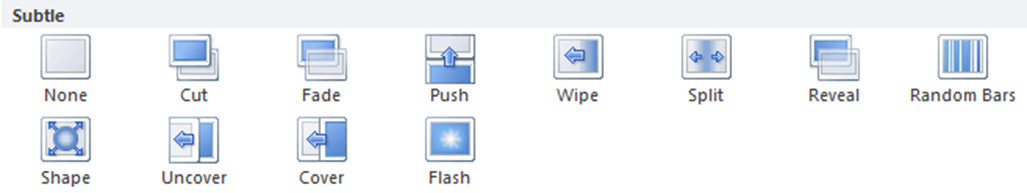 Subtle
None Cut Fade Push Wipe Split Reveal Random Bars
Shape Uncover Cover Flash